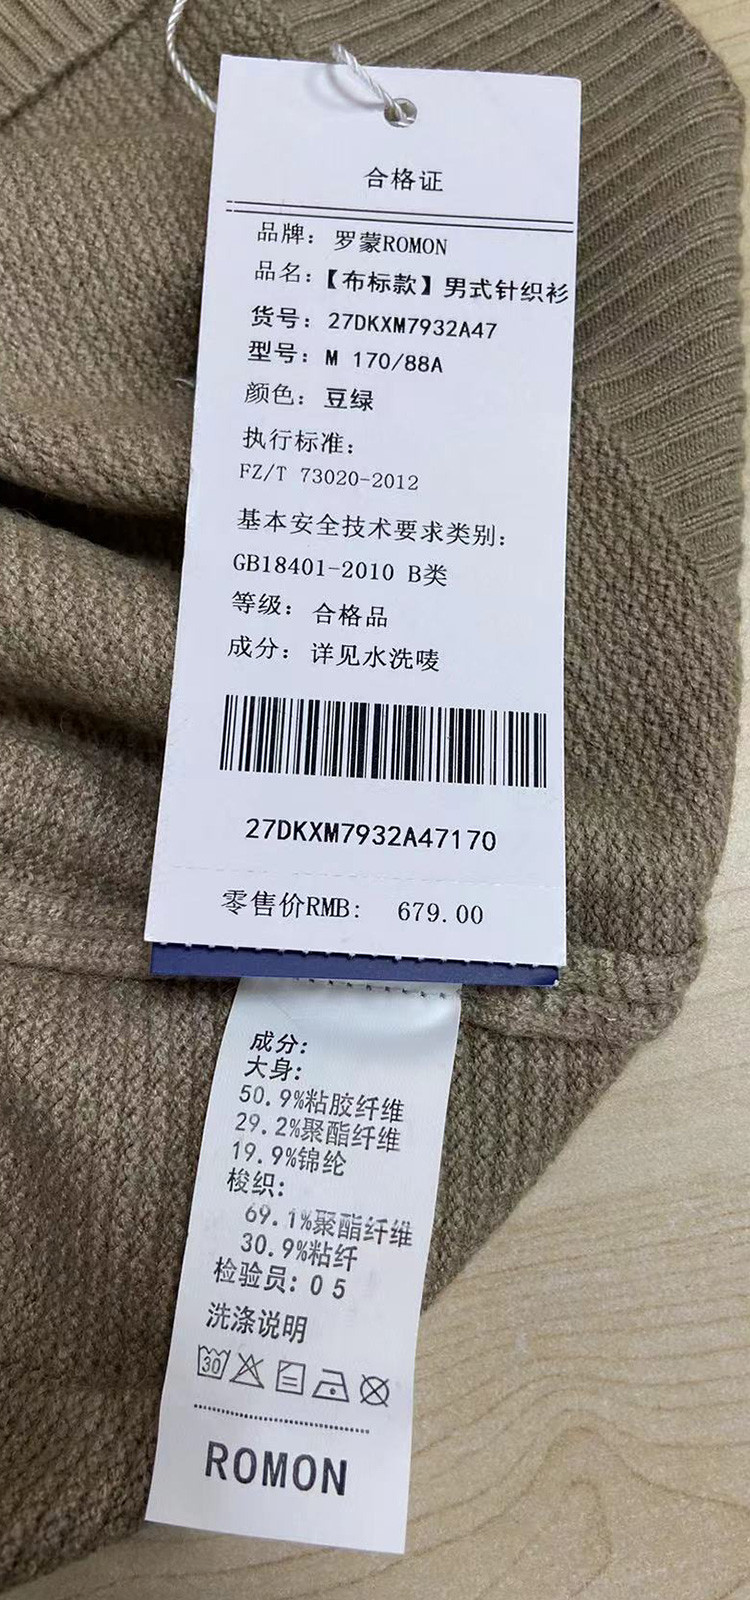 合格证
品牌: 罗蒙ROMON
品名:【布标款】男式针织衫
货号: 27DKXM7932A47
型号: M 170/88A
颜色: 豆绿
执行标准:
FZ/T 73020-2012
基本安全技术要求类别:
GB18401-2010 B类
等级: 合格品
成分: 详见水洗唛
27DKXM7932A47170
零售价RMB: 679.00
成分:
大身:
50.9%粘胶纤维
29.2%聚酯纤维
19.9%锦纶
梭织:
69.1%聚酯纤维
30.9%粘纤
检验员: 05
洗涤说明
30
ROMON